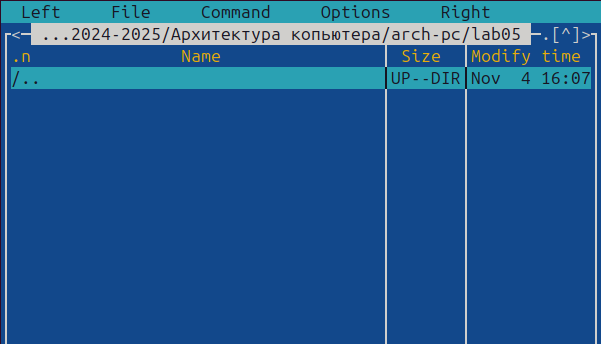 Left File Command Options Right
<- ...2024-2025/Архитектура копьютера/arch-pc/lab05 -.[^]>
.n Name Size Modify time
/.. UP--DIR Nov 4 16:07